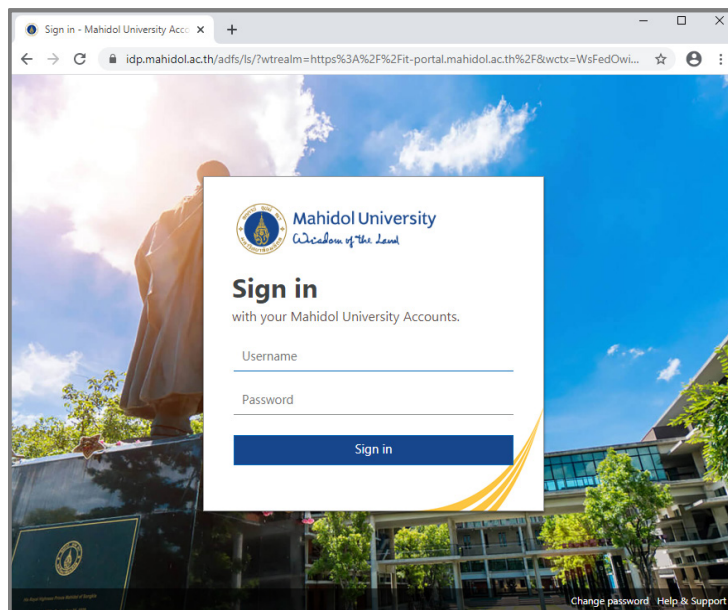 Sign in - Mahidol University Acco
idp.mahidol.ac.th/adfs/ls/?wtrealm=https%3A%2F%2Fit-portal.mahidol.ac.th%2F&wctx=WsFedOwi...
Mahidol University
Wisdom of the Land
Sign in
with your Mahidol University Accounts.
Username
Password
Sign in
Change password Help & Support